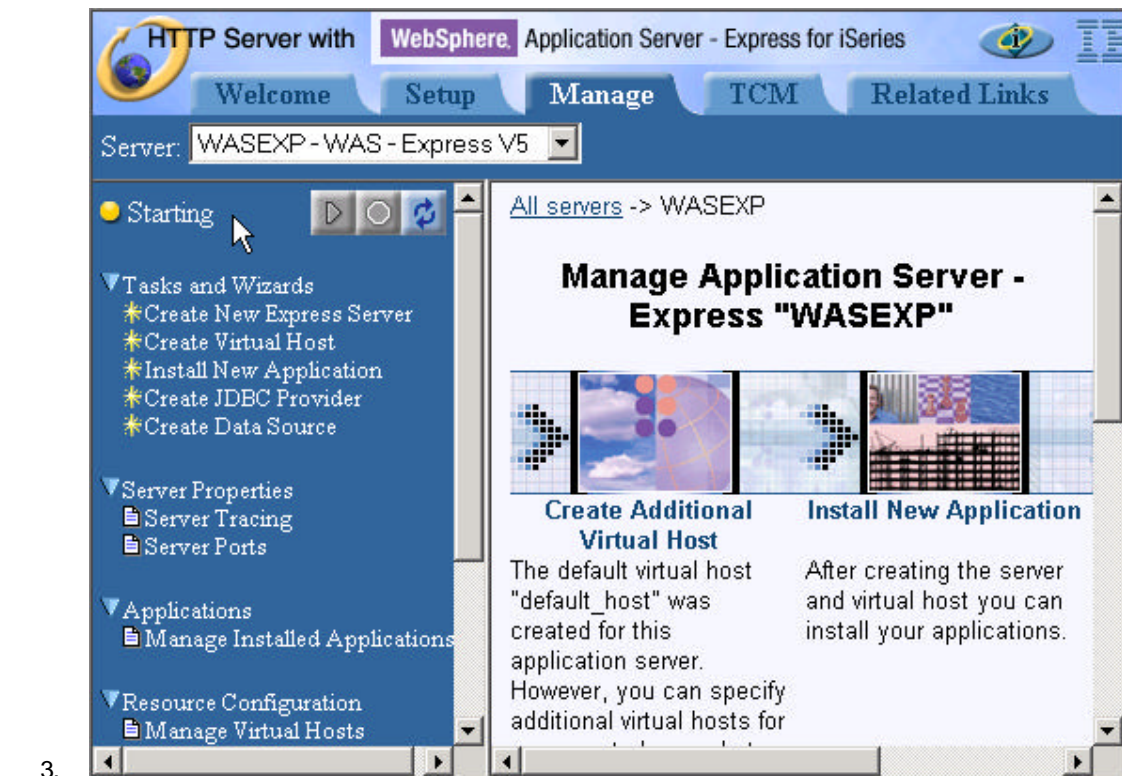 HTTP Server with WebSphere. Application Server - Express for iSeries
Welcome Setup Manage TCM Related Links
Server: WASEXP - WAS - Express V5
Starting
Tasks and Wizards
Create New Express Server
Create Virtual Host
Install New Application
Create JDBC Provider
Create Data Source
Server Properties
Server Tracing
Server Ports
Applications
Manage Installed Applications
Resource Configuration
Manage Virtual Hosts
All servers -> WASEXP
Manage Application Server -
Express "WASEXP"
Create Additional
Virtual Host
The default virtual host
"default_host" was
created for this
application server.
However, you can specify
additional virtual hosts for
Install New Application
After creating the server
and virtual host you can
install your applications.
3.